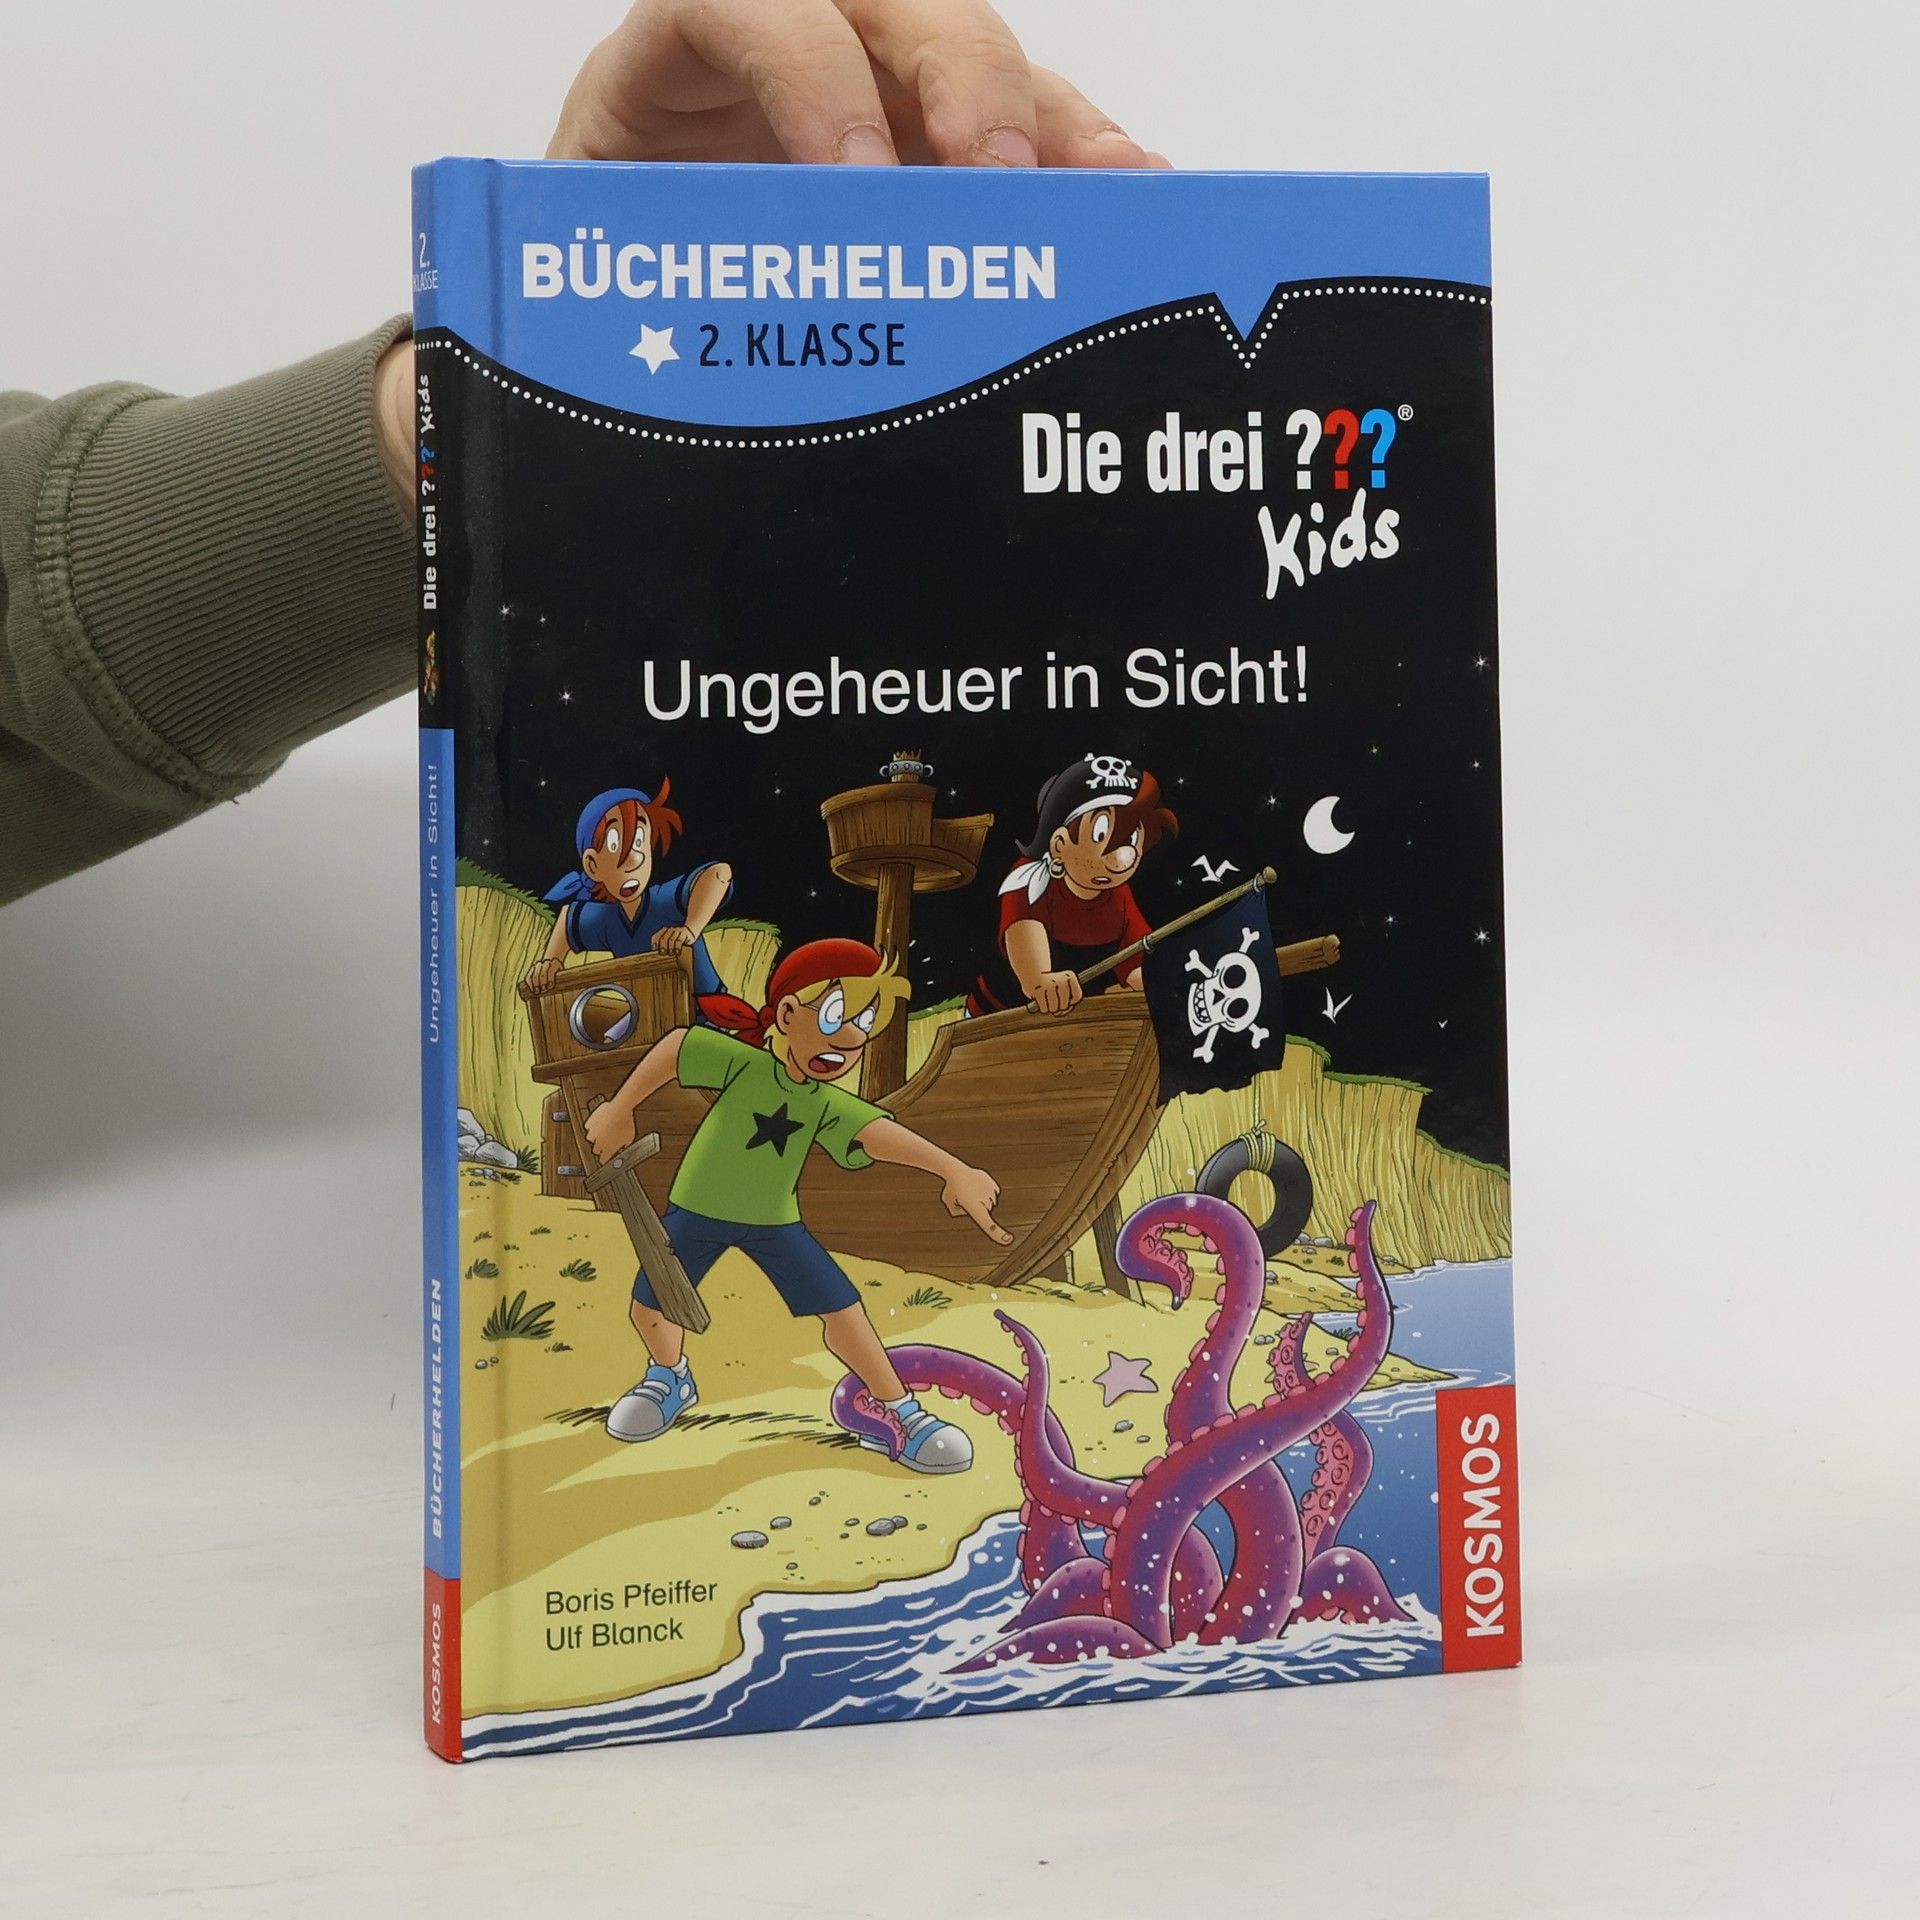 BÜCHERHELDEN
2. KLASSE
Die drei ???®
Kids
Ungeheuer in Sicht!
Boris Pfeiffer
Ulf Blanck
KOSMOS
2.
KLASSE
Die drei ??? Kids
Ungeheuer in Sicht!
BÜCHERHELDEN
KOSMOS